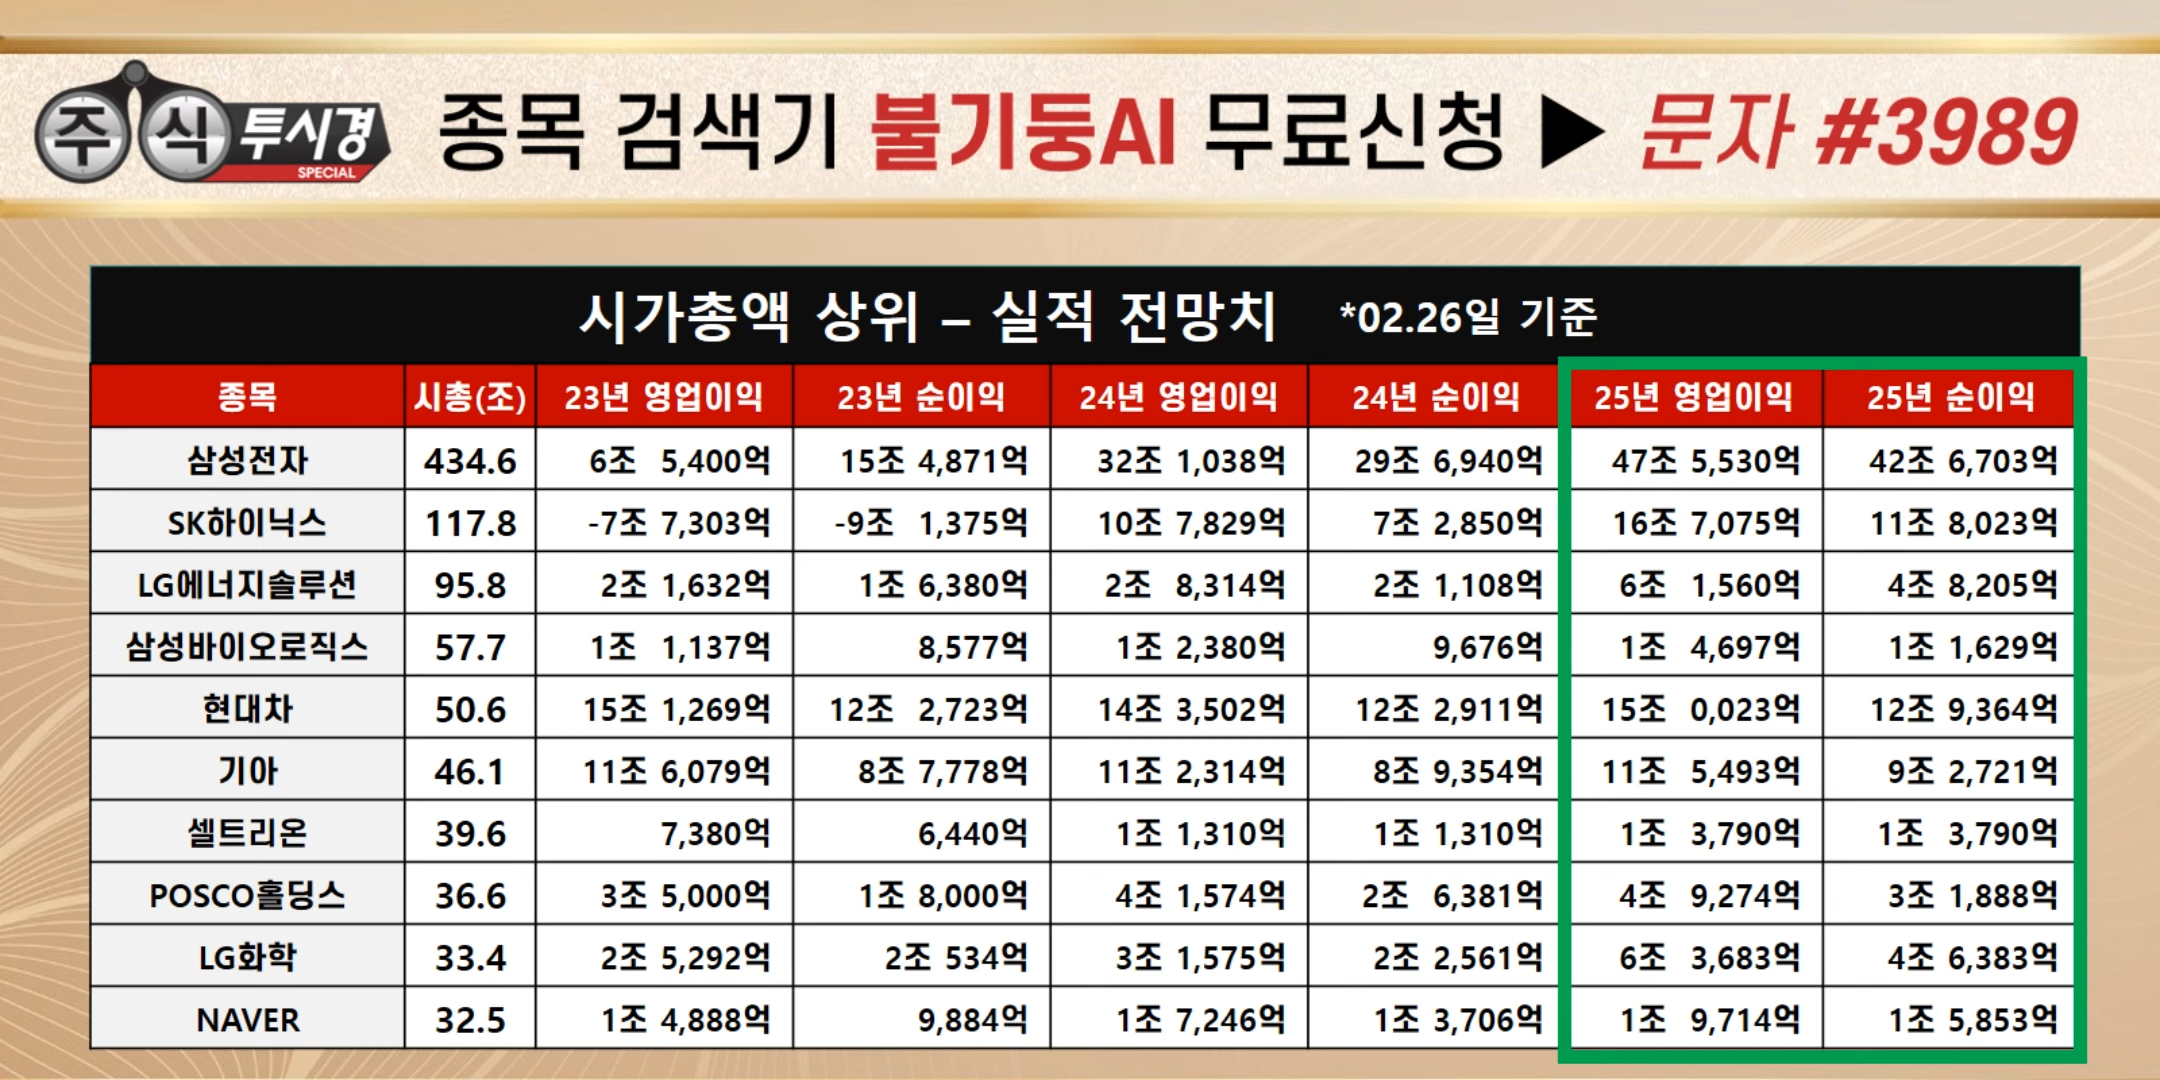 주식투시경 SPECIAL
종목 검색기 불기둥AI 무료신청 ▶ 문자 #3989
시가총액 상위 – 실적 전망치 *02.26일 기준
종목 시총(조) 23년 영업이익 23년 순이익 24년 영업이익 24년 순이익 25년 영업이익 25년 순이익
삼성전자 434.6 6조 5,400억 15조 4,871억 32조 1,038억 29조 6,940억 47조 5,530억 42조 6,703억
SK하이닉스 117.8 -7조 7,303억 -9조 1,375억 10조 7,829억 7조 2,850억 16조 7,075억 11조 8,023억
LG에너지솔루션 95.8 2조 1,632억 1조 6,380억 2조 8,314억 2조 1,108억 6조 1,560억 4조 8,205억
삼성바이오로직스 57.7 1조 1,137억 8,577억 1조 2,380억 9,676억 1조 4,697억 1조 1,629억
현대차 50.6 15조 1,269억 12조 2,723억 14조 3,502억 12조 2,911억 15조 0,023억 12조 9,364억
기아 46.1 11조 6,079억 8조 7,778억 11조 2,314억 8조 9,354억 11조 5,493억 9조 2,721억
셀트리온 39.6 7,380억 6,440억 1조 1,310억 1조 1,310억 1조 3,790억 1조 3,790억
POSCO홀딩스 36.6 3조 5,000억 1조 8,000억 4조 1,574억 2조 6,381억 4조 9,274억 3조 1,888억
LG화학 33.4 2조 5,292억 2조 534억 3조 1,575억 2조 2,561억 6조 3,683억 4조 6,383억
NAVER 32.5 1조 4,888억 9,884억 1조 7,246억 1조 3,706억 1조 9,714억 1조 5,853억